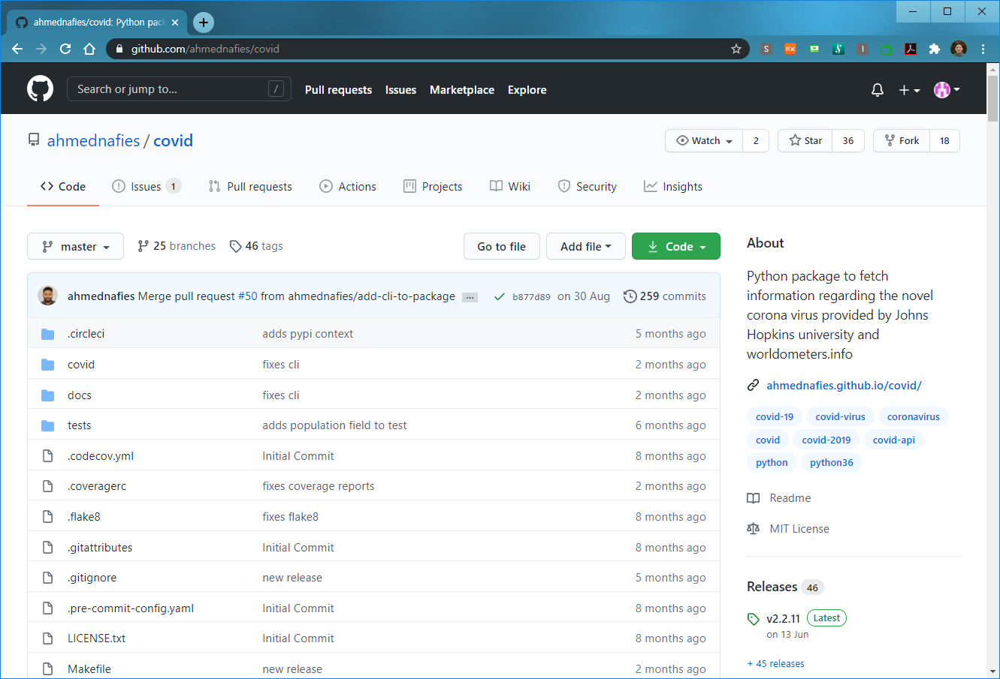 ahmednafies/covid: Python pac
github.com/ahmednafies/covid
S
EX
I
Search or jump to...
/
Pull requests
Issues
Marketplace
Explore
ahmednafies / covid
Watch
2
Star
36
Fork
18
Code
Issues
1
Pull requests
Actions
Projects
Wiki
Security
Insights
master
25 branches
46 tags
Go to file
Add file
Code
ahmednafies Merge pull request #50 from ahmednafies/add-cli-to-package
...
b877d89 on 30 Aug
259 commits
.circleci adds pypi context 5 months ago
covid fixes cli 2 months ago
docs fixes cli 2 months ago
tests adds population field to test 6 months ago
.codecov.yml Initial Commit 8 months ago
.coveragerc fixes coverage reports 2 months ago
.flake8 fixes flake8 8 months ago
.gitattributes Initial Commit 8 months ago
.gitignore new release 5 months ago
.pre-commit-config.yaml Initial Commit 8 months ago
LICENSE.txt Initial Commit 8 months ago
Makefile new release 2 months ago
About
Python package to fetch
information regarding the novel
corona virus provided by Johns
Hopkins university and
worldometers.info
ahmednafies.github.io/covid/
covid-19 covid-virus coronavirus
covid covid-2019 covid-api
python python36
Readme
MIT License
Releases 46
v2.2.11 Latest
on 13 Jun
+ 45 releases